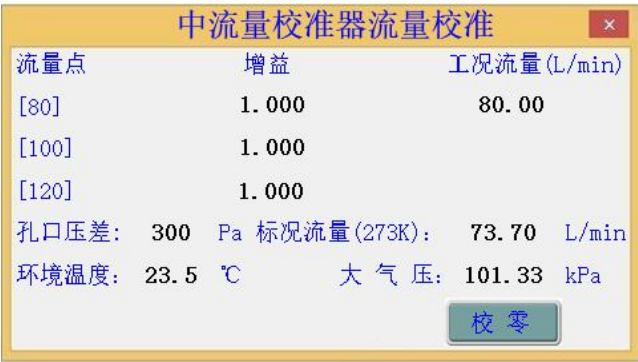 中流量校准器流量校准
流量点 增益 工况流量(L/min)
[80] 1.000 80.00
[100] 1.000
[120] 1.000
孔口压差: 300 Pa 标况流量(273K): 73.70 L/min
环境温度: 23.5 ℃ 大 气 压: 101.33 kPa
校 零